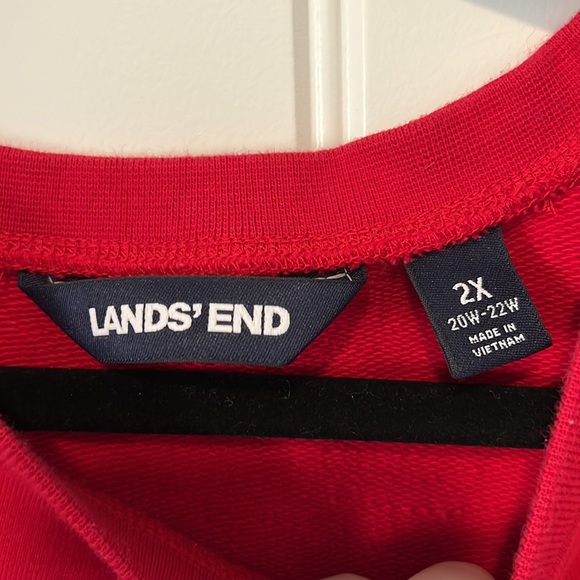 LANDS' END
2X
20W-22W
MADE IN
VIETNAM